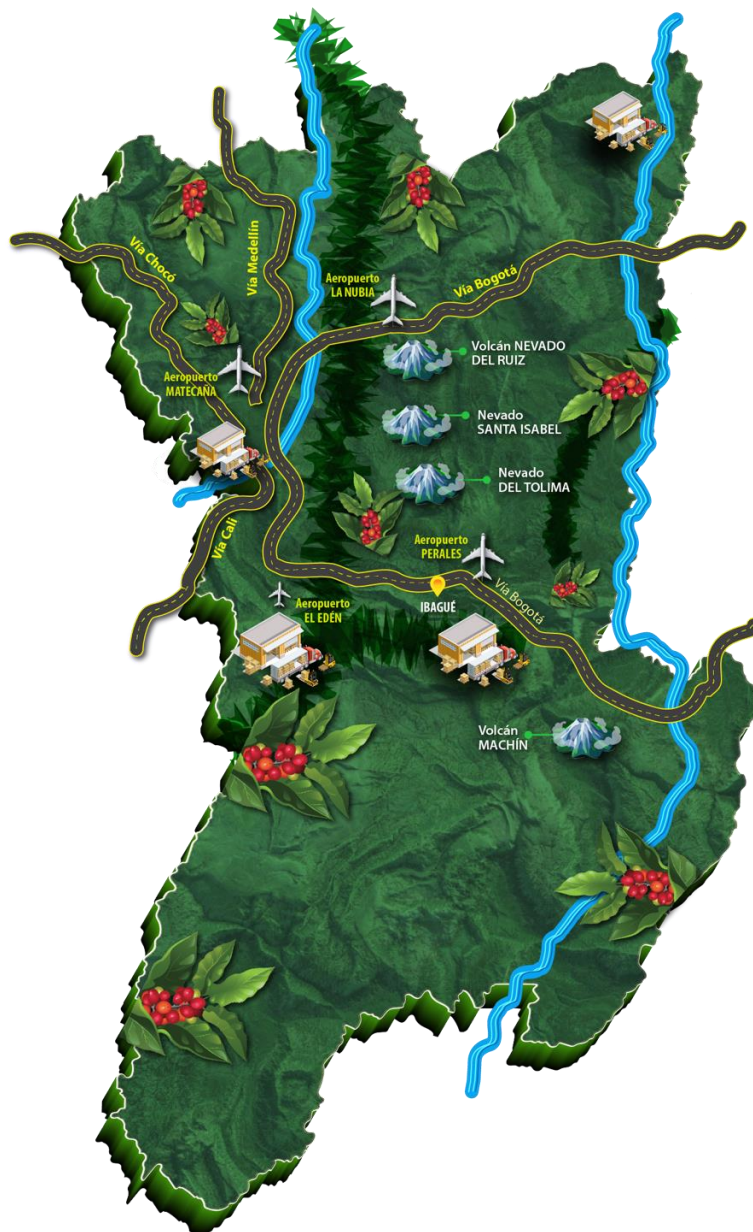 Vía Chocó
Vía Medellín
Aeropuerto
LA NUBIA
Vía Bogotá
Volcán NEVADO
DEL RUIZ
Aeropuerto
MATECAÑA
Nevado
SANTA ISABEL
Nevado
DEL TOLIMA
Vía Cali
Aeropuerto
PERALES
Vía Bogotá
Aeropuerto
EL EDÉN
IBAGUÉ
Volcán
MACHÍN